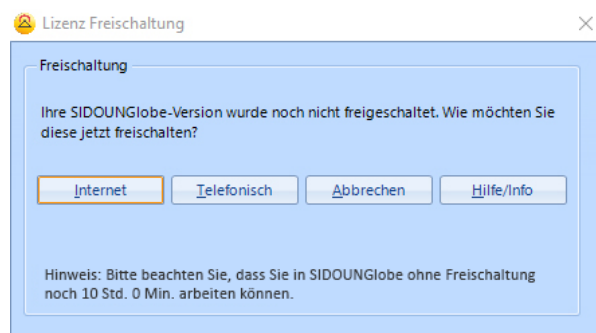 Lizenz Freischaltung
Freischaltung
Ihre SIDOUNGlobe-Version wurde noch nicht freigeschaltet. Wie möchten Sie
diese jetzt freischalten?
Internet Telefonisch Abbrechen Hilfe/Info
Hinweis: Bitte beachten Sie, dass Sie in SIDOUNGlobe ohne Freischaltung
noch 10 Std. 0 Min. arbeiten können.